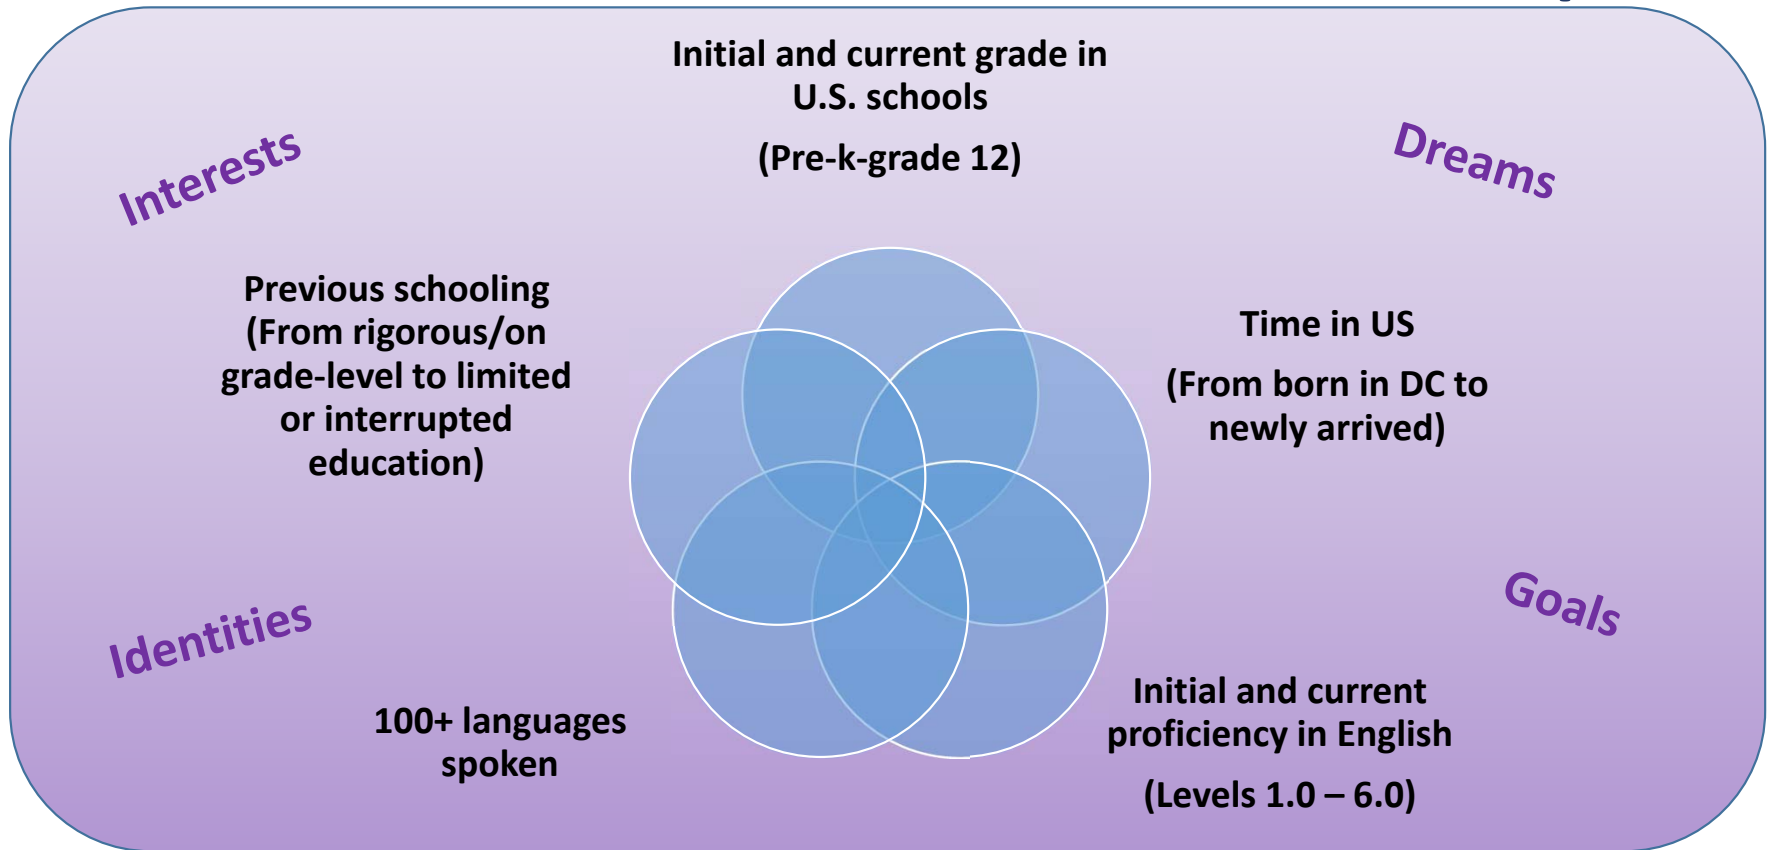 Initial and current grade in
U.S. schools
(Pre-k-grade 12)
Interests
Dreams
Previous schooling
(From rigorous/on
grade-level to limited
or interrupted
education)
Time in US
(From born in DC to
newly arrived)
Identities
Goals
100+ languages
spoken
Initial and current
proficiency in English
(Levels 1.0 – 6.0)